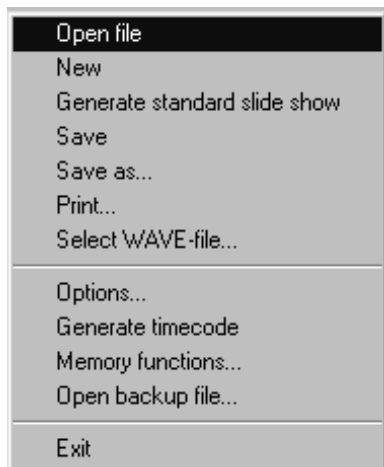 Open file
New
Generate standard slide show
Save
Save as...
Print...
Select WAVE-file...
Options...
Generate timecode
Memory functions...
Open backup file...
Exit